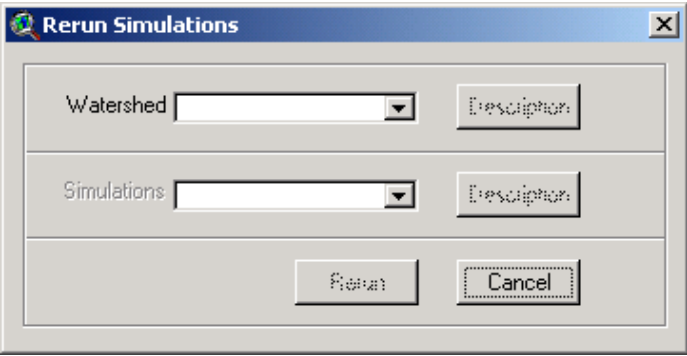 Rerun Simulations
Watershed
Description
Simulations
Description
Rerun
Cancel